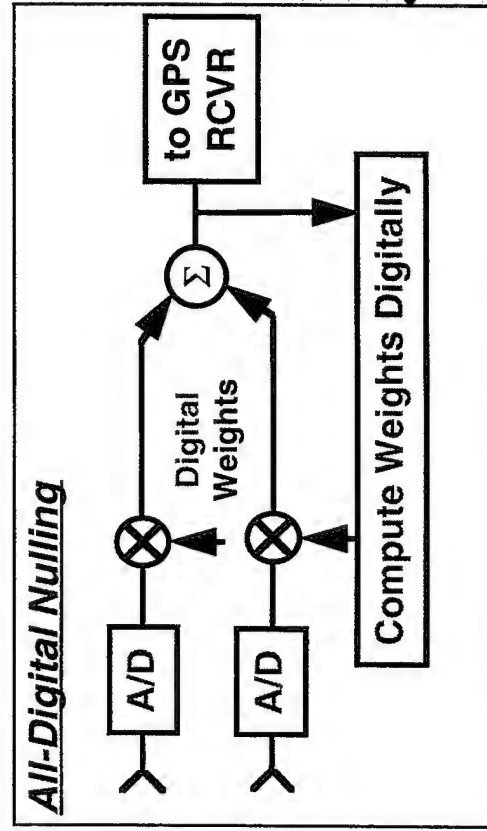 All-Digital Nulling
A/D
A/D
Digital
Weights
Σ
to GPS
RCVR
Compute Weights Digitally